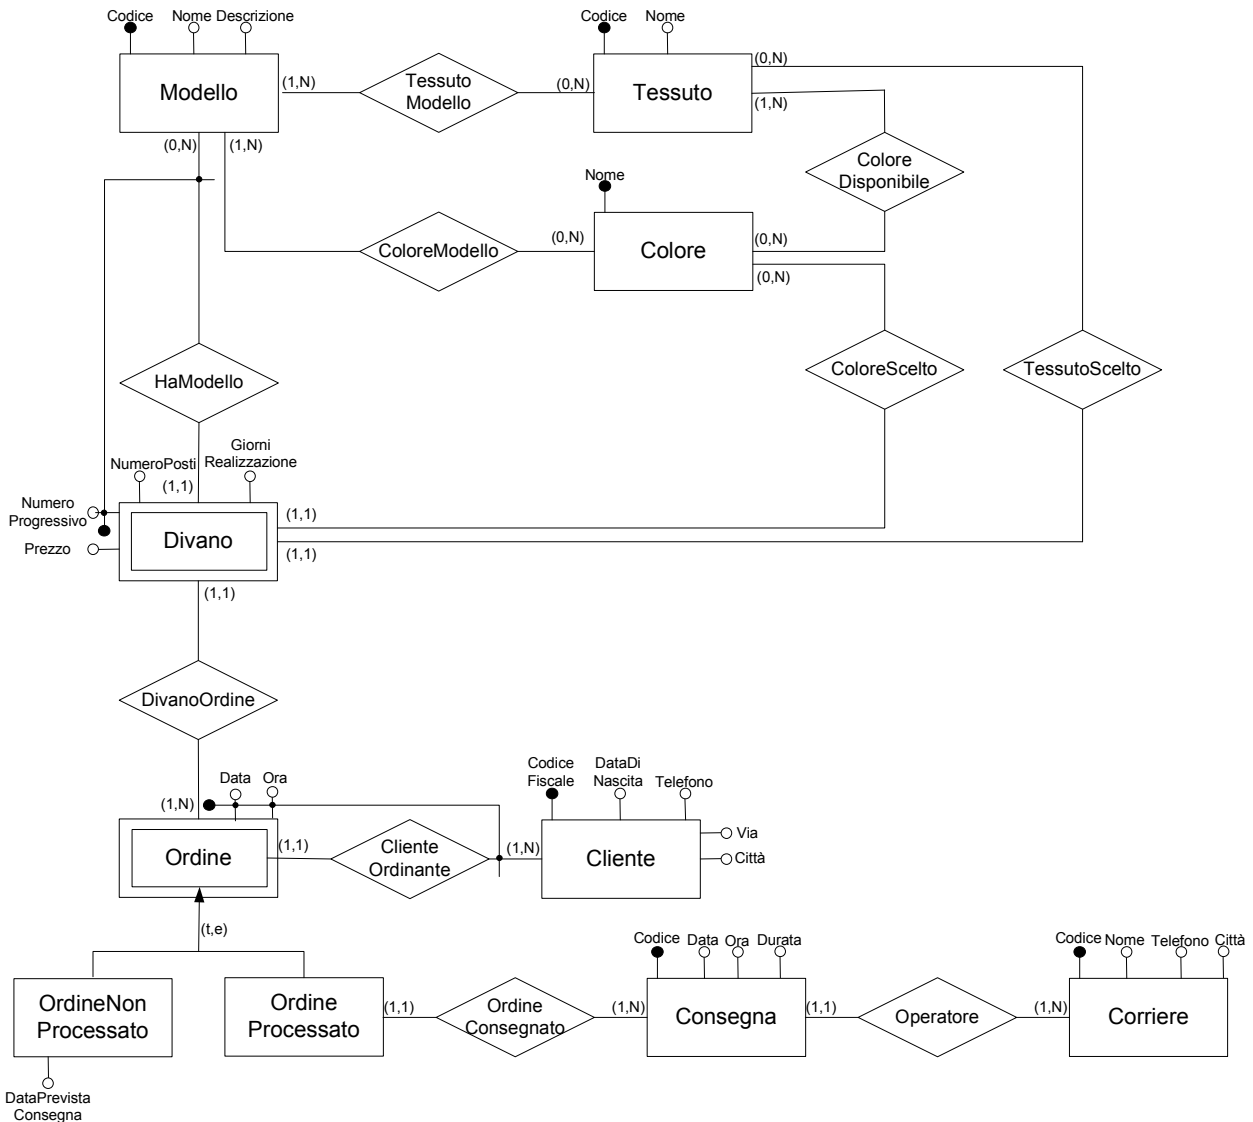 Codice Nome Descrizione
Codice Nome
Modello
(1,N)
Tessuto
Modello
(0,N)
Tessuto
(0,N)
(1,N)
(0,N)
(1,N)
Colore
Disponibile
Nome
ColoreModello
(0,N)
Colore
(0,N)
(0,N)
HaModello
ColoreScelto
TessutoScelto
NumeroPosti
Giorni
Realizzazione
(1,1)
Numero
Progressivo
Prezzo
Divano
(1,1)
(1,1)
(1,1)
DivanoOrdine
Data
Ora
Codice
Fiscale
DataDi
Nascita
Telefono
(1,N)
Ordine
(1,1)
Cliente
Ordinante
(1,N)
Cliente
Via
Città
(t,e)
Codice Data Ora Durata
Codice Nome Telefono Città
OrdineNon
Processato
Ordine
Processato
(1,1)
Ordine
Consegnato
(1,N)
Consegna
(1,1)
Operatore
(1,N)
Corriere
DataPrevista
Consegna